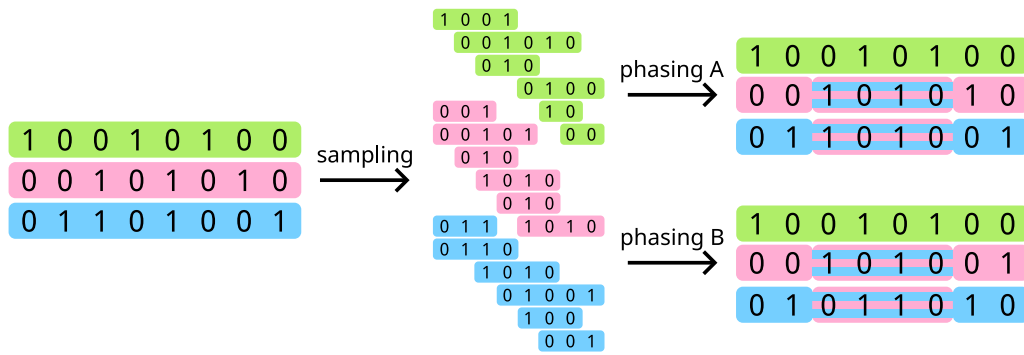 1 0 0 1 0 1 0 0
0 0 1 0 1 0 1 0
0 1 1 0 1 0 0 1
sampling
1 0 0 1
0 0 1 0 1 0
0 1 0
0 1 0 0
0 0 1 1 0
0 0 1 0 1 0 0
0 1 0
1 0 1 0
0 1 0
0 1 1 1 0 1 0
0 1 1 0
1 0 1 0
0 1 0 0 1
1 0 0
0 0 1
phasing A
1 0 0 1 0 1 0 0
0 0 1 0 1 0 1 0
0 1 1 0 1 0 0 1
phasing B
1 0 0 1 0 1 0 0
0 0 1 0 1 0 0 1
0 1 0 1 1 0 1 0